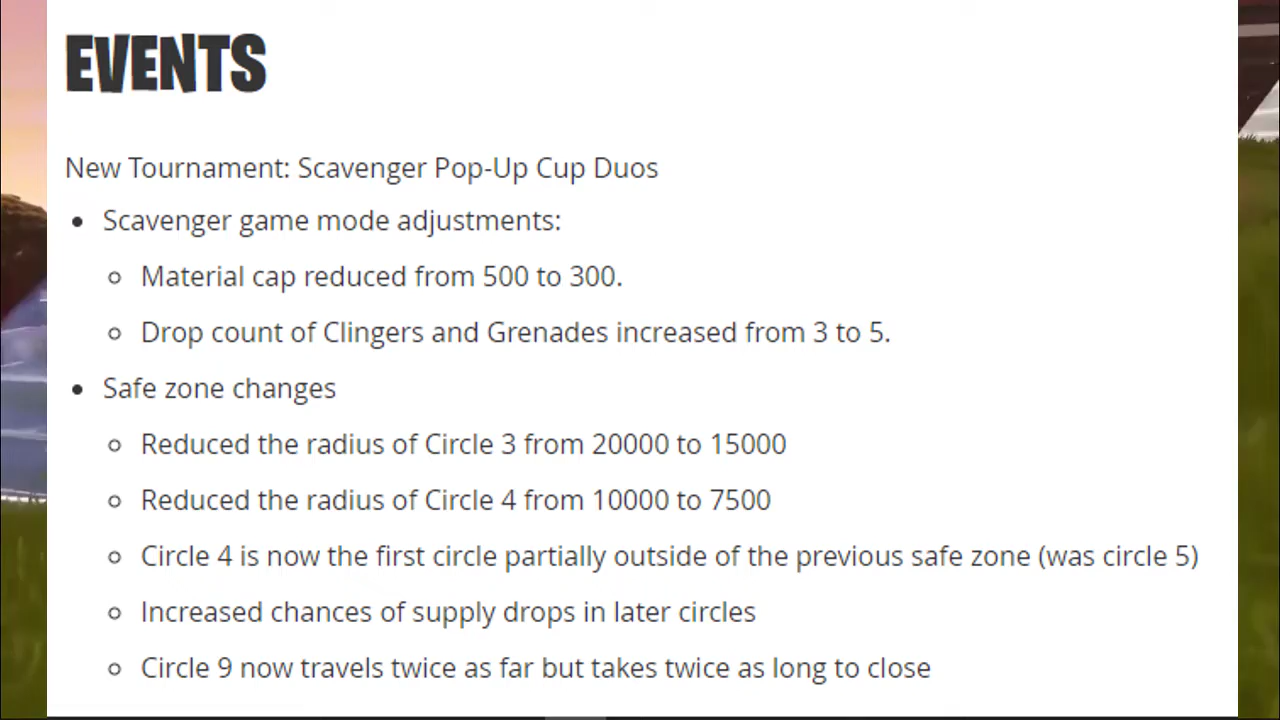 EVENTS
New Tournament: Scavenger Pop-Up Cup Duos
• Scavenger game mode adjustments:
○ Material cap reduced from 500 to 300.
○ Drop count of Clingers and Grenades increased from 3 to 5.
• Safe zone changes
○ Reduced the radius of Circle 3 from 20000 to 15000
○ Reduced the radius of Circle 4 from 10000 to 7500
○ Circle 4 is now the first circle partially outside of the previous safe zone (was circle 5)
○ Increased chances of supply drops in later circles
○ Circle 9 now travels twice as far but takes twice as long to close